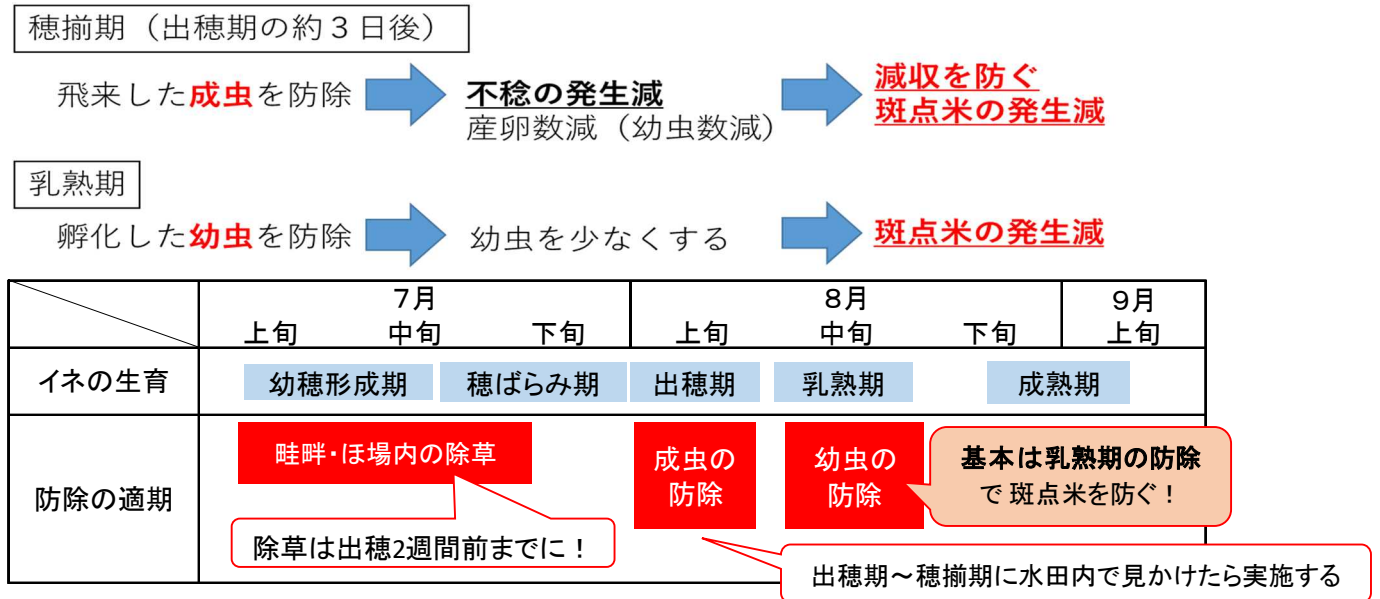 穂揃期（出穂期の約３日後）
飛来した成虫を防除
不稔の発生減
産卵数減（幼虫数減）
減収を防ぐ
斑点米の発生減
乳熟期
孵化した幼虫を防除
幼虫を少なくする
斑点米の発生減
７月
８月
９月
上旬 中旬 下旬 上旬 中旬 下旬 上旬
イネの生育
幼穂形成期
穂ばらみ期
出穂期
乳熟期
成熟期
防除の適期
畦畔・ほ場内の除草
除草は出穂2週間前までに！
成虫の
防除
幼虫の
防除
基本は乳熟期の防除
で 斑点米を防ぐ！
出穂期～穂揃期に水田内で見かけたら実施する